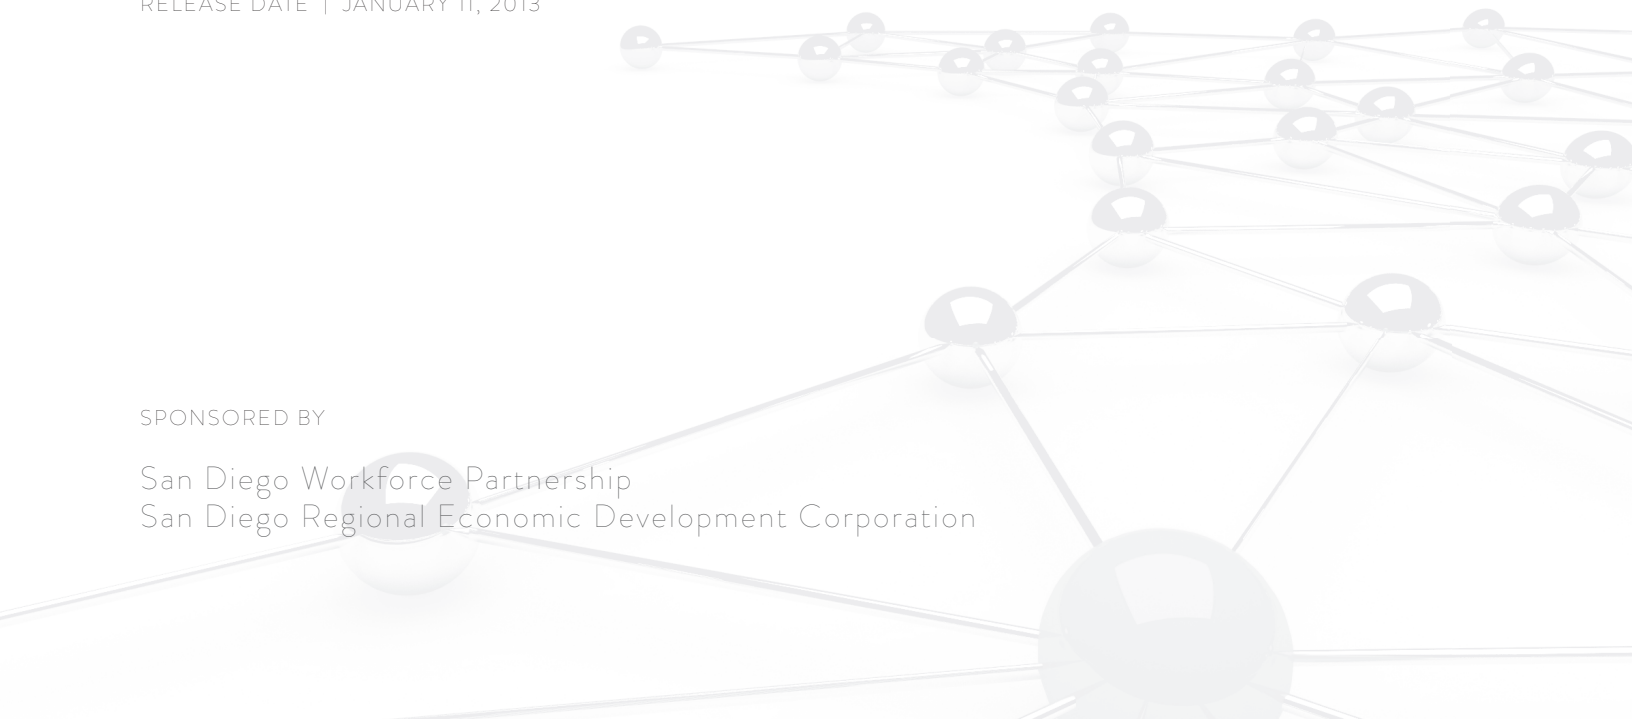 RELEASE DATE | JANUARY 11, 2013
SPONSORED BY
San Diego Workforce Partnership
San Diego Regional Economic Development Corporation